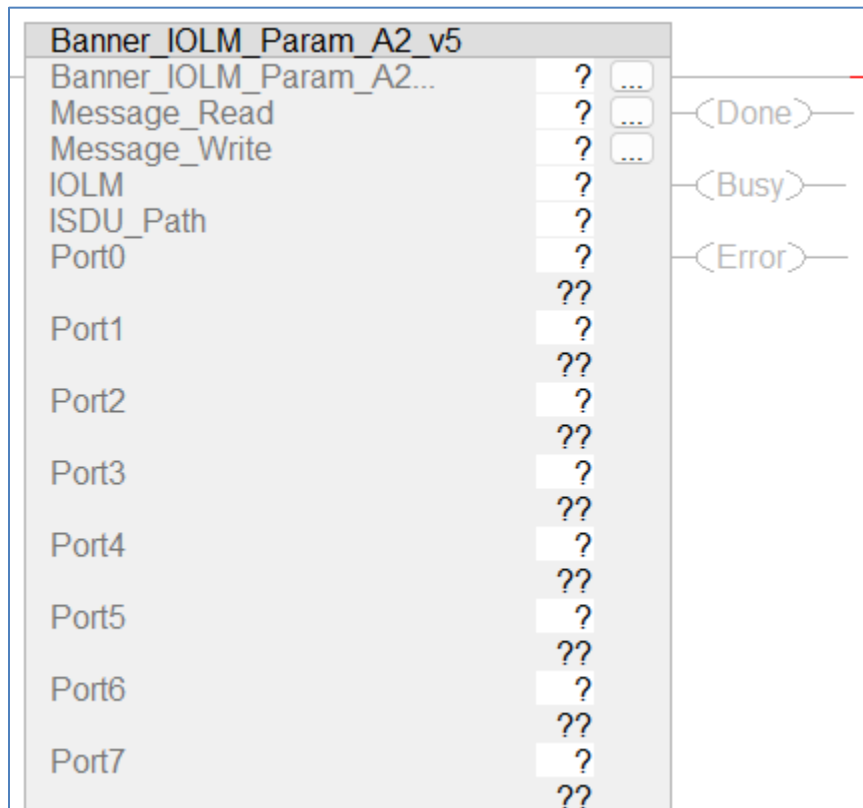 Banner_IOLM_Param_A2_v5
Banner_IOLM_Param_A2... ? ...
Message_Read ? ... Done
Message_Write ? ...
IOLM ? Busy
ISDU_Path ?
Port0 ? Error
??
Port1 ?
??
Port2 ?
??
Port3 ?
??
Port4 ?
??
Port5 ?
??
Port6 ?
??
Port7 ?
??